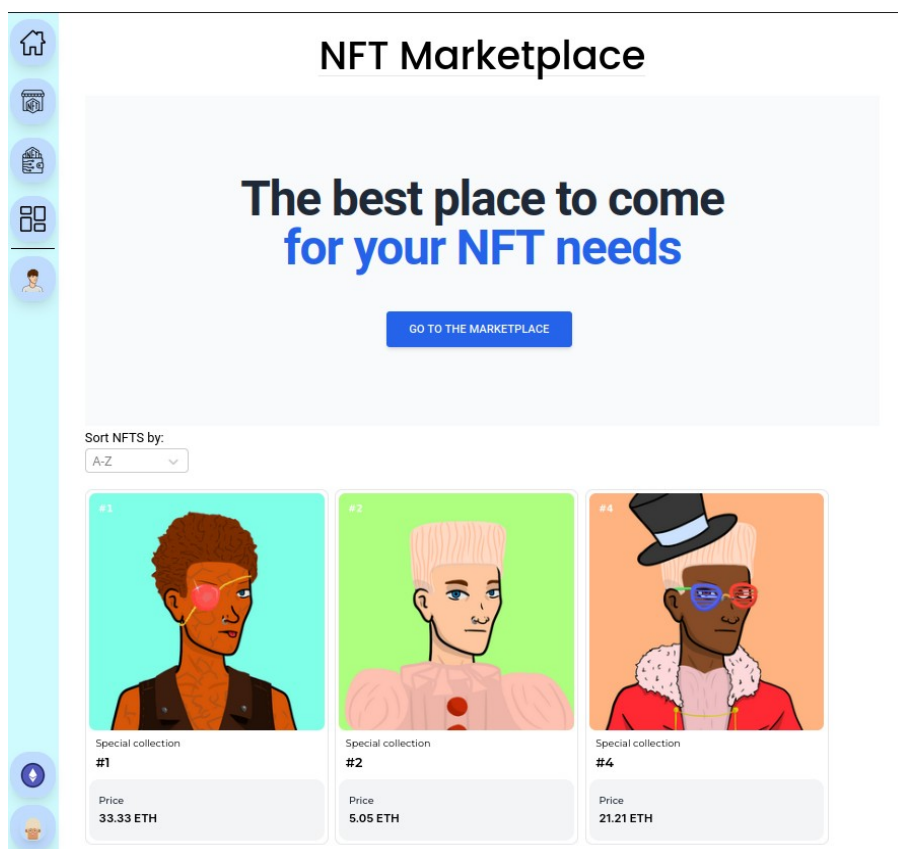 NFT Marketplace
The best place to come
for your NFT needs
GO TO THE MARKETPLACE
Sort NFTS by:
A-Z
#1
#2
#4
Special collection
#1
Price
33.33 ETH
Special collection
#2
Price
5.05 ETH
Special collection
#4
Price
21.21 ETH
NFT
NFT